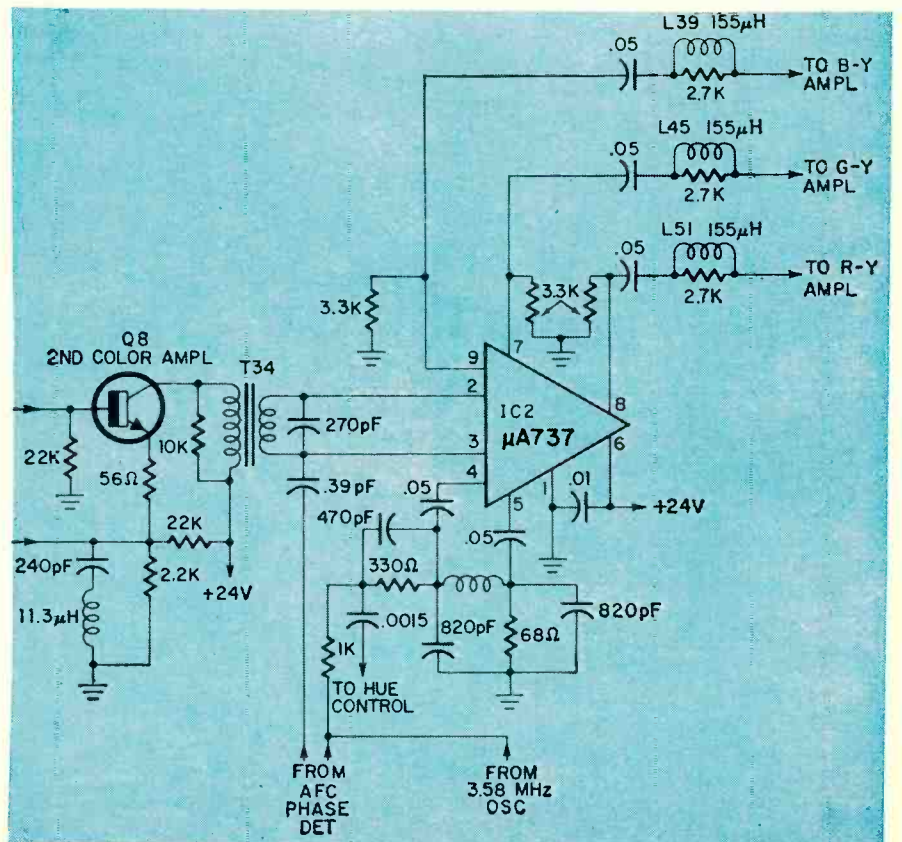 L39 155µH
.05
2.7K
TO B-Y
AMPL
L45 155µH
.05
2.7K
TO G-Y
AMPL
L51 155µH
.05
2.7K
TO R-Y
AMPL
3.3K
3.3K
Q8
2ND COLOR AMPL
T34
9
7
2
IC2
µA737
8
3
6
4
5
1
22K
10K
270pF
56Ω
.39pF
.05
.01
+24V
470pF
.05
22K
330Ω
240pF
2.2K
+24V
820pF
11.3µH
.0015
820pF
68Ω
1K
TO HUE
CONTROL
FROM
AFC
PHASE
DET
FROM
3.58 MHz
OSC